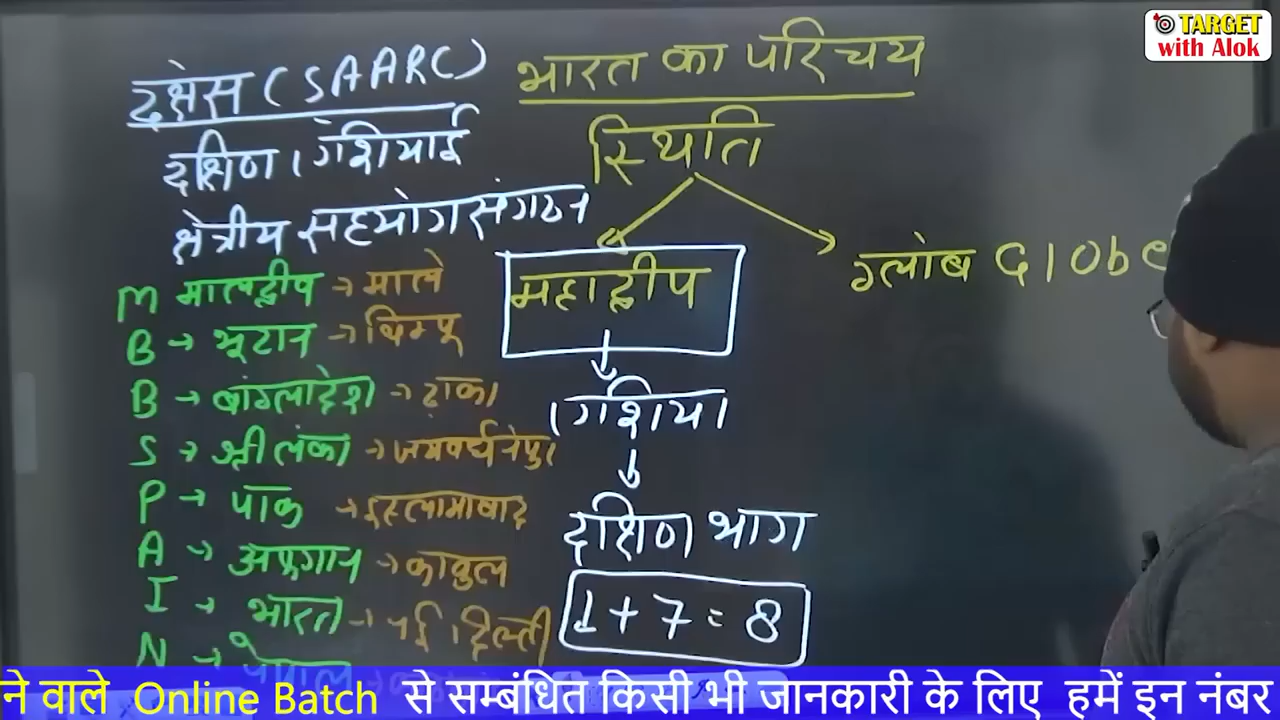 TARGET
with Alok
दक्षेस (SAARC)
दक्षिण एशियाई
क्षेत्रीय सहयोग संगठन
M मालद्वीप → माले
B → भूटान → थिम्पू
B → बांग्लादेश → ढ़ाका
S → श्रीलंका → जयवर्धनेपुर
P → पाक → इस्लामाबाद
A → अफगान → काबुल
I → भारत → नई दिल्ली
N → नेपाल
भारत का परिचय
स्थिति
महाद्वीप
ग्लोब Globe
एशिया
दक्षिण भाग
1 + 7 = 8
ने वाले Online Batch से सम्बंधित किसी भी जानकारी के लिए हमें इन नंबर